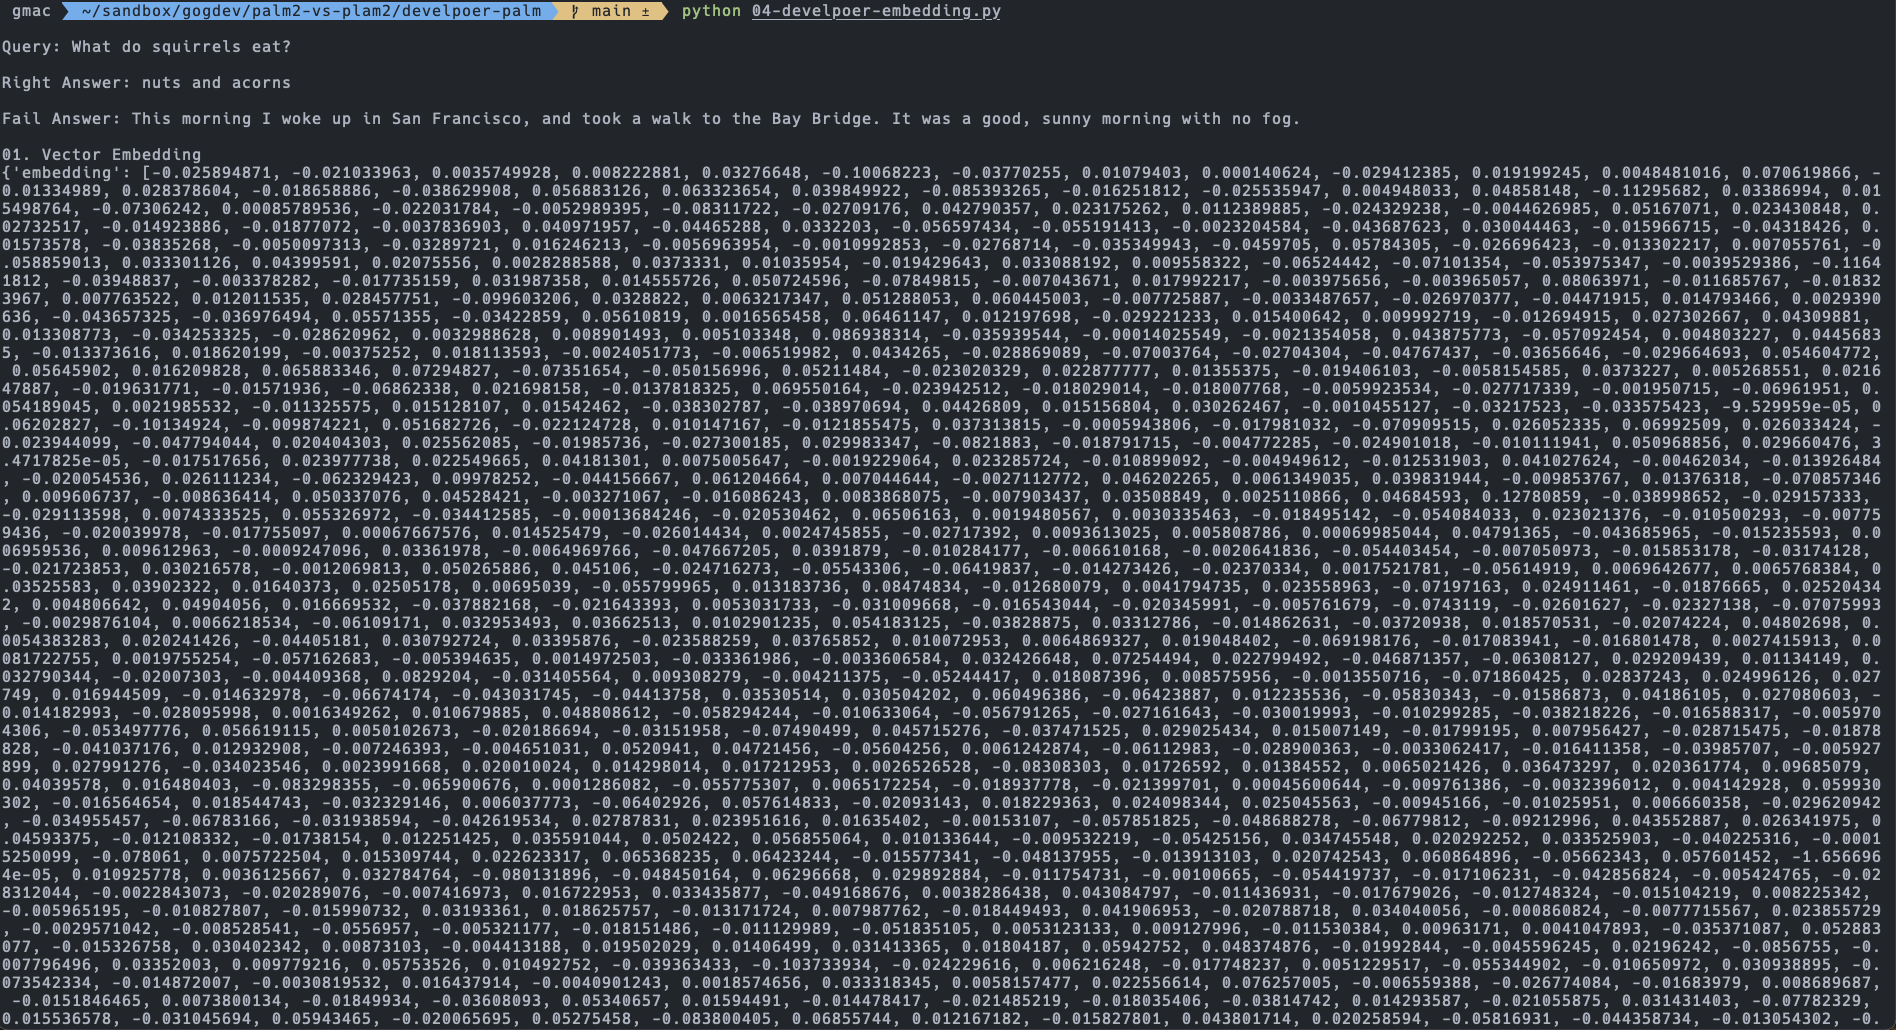 gmac ~/sandbox/gogdev/palm2-vs-plam2/develpoer-palm main ± python 04-develpoer-embedding.py
Query: What do squirrels eat?
Right Answer: nuts and acorns
Fail Answer: This morning I woke up in San Francisco, and took a walk to the Bay Bridge. It was a good, sunny morning with no fog.
01. Vector Embedding
{'embedding': [-0.025894871, -0.021033963, 0.0035749928, 0.008222881, 0.03276648, -0.10068223, -0.03770255, 0.01079403, 0.000140624, -0.029412385, 0.019199245, 0.0048481016, 0.070619866, -
0.01334989, 0.028378604, -0.018658886, -0.038629908, 0.056883126, 0.063323654, 0.039849922, -0.085393265, -0.016251812, -0.025535947, 0.004948033, 0.04858148, -0.11295682, 0.03386994, 0.01
5498764, -0.07306242, 0.00085789536, -0.022031784, -0.0052989395, -0.08311722, -0.02709176, 0.042790357, 0.023175262, 0.0112389885, -0.024329238, -0.0044626985, 0.05167071, 0.023430848, 0.
02732517, -0.014923886, -0.01877072, -0.0037836903, 0.040971957, -0.04465288, 0.0332203, -0.056597434, -0.055191413, -0.0023204584, -0.043687623, 0.030044463, -0.015966715, -0.04318426, 0.
01573578, -0.03835268, -0.0050097313, -0.03289721, 0.016246213, -0.0056963954, -0.0010992853, -0.02768714, -0.035349943, -0.0459705, 0.05784305, -0.026696423, -0.013302217, 0.007055761, -0
.058859013, 0.033301126, 0.04399591, 0.02075556, 0.0028288588, 0.0373331, 0.01035954, -0.019429643, 0.033088192, 0.009558322, -0.06524442, -0.07101354, -0.053975347, -0.0039529386, -0.1164
1812, -0.03948837, -0.003378282, -0.017735159, 0.031987358, 0.014555726, 0.050724596, -0.07849815, -0.007043671, 0.017992217, -0.003975656, -0.003965057, 0.08063971, -0.011685767, -0.01832
3967, 0.007763522, 0.012011535, 0.028457751, -0.099603206, 0.0328822, 0.0063217347, 0.051288053, 0.060445003, -0.007725887, -0.0033487657, -0.026970377, -0.04471915, 0.014793466, 0.0029390
636, -0.043657325, -0.036976494, 0.05571355, -0.03422859, 0.05610819, 0.0016565458, 0.06461147, 0.012197698, -0.029221233, 0.015400642, 0.009992719, -0.012694915, 0.027302667, 0.04309881,
0.013308773, -0.034253325, -0.028620962, 0.0032988628, 0.008901493, 0.005103348, 0.086938314, -0.035939544, -0.00014025549, -0.0021354058, 0.043875773, -0.057092454, 0.004803227, 0.0445683
5, -0.013373616, 0.018620199, -0.00375252, 0.018113593, -0.0024051773, -0.006519982, 0.0434265, -0.028869089, -0.07003764, -0.02704304, -0.04767437, -0.03656646, -0.029664693, 0.054604772,
0.05645902, 0.016209828, 0.065883346, 0.07294827, -0.07351654, -0.050156996, 0.05211484, -0.023020329, 0.022877777, 0.01355375, -0.019406103, -0.0058154585, 0.0373227, 0.005268551, 0.0216
47887, -0.019631771, -0.01571936, -0.06862338, 0.021698158, -0.0137818325, 0.069550164, -0.023942512, -0.018029014, -0.018007768, -0.0059923534, -0.027717339, -0.001950715, -0.06961951, 0.
054189045, 0.0021985532, -0.011325575, 0.015128107, 0.01542462, -0.038302787, -0.038970694, 0.04426809, 0.015156804, 0.030262467, -0.0010455127, -0.03217523, -0.033575423, -9.529959e-05, 0
.06202827, -0.10134924, -0.009874221, 0.051682726, -0.022124728, 0.010147167, -0.0121855475, 0.037313815, -0.0005943806, -0.017981032, -0.070909515, 0.026052335, 0.06992509, 0.026033424, -
0.023944099, -0.047794044, 0.020404303, 0.025562085, -0.01985736, -0.027300185, 0.029983347, -0.0821883, -0.018791715, -0.004772285, -0.024901018, -0.010111941, 0.050968856, 0.029660476, 3
.4717825e-05, -0.017517656, 0.023977738, 0.022549665, 0.04181301, 0.0075005647, -0.0019229064, 0.023285724, -0.010899092, -0.004949612, -0.012531903, 0.041027624, -0.00462034, -0.013926484
, -0.020054536, 0.026111234, -0.062329423, 0.09978252, -0.044156667, 0.061204664, 0.007044644, -0.0027112772, 0.046202265, 0.0061349035, 0.039831944, -0.009853767, 0.01376318, -0.070857346
, 0.009606737, -0.008636414, 0.050337076, 0.04528421, -0.003271067, -0.016086243, 0.0083868075, -0.007903437, 0.03508849, 0.0025110866, 0.04684593, 0.12780859, -0.038998652, -0.029157333,
-0.029113598, 0.0074333525, 0.055326972, -0.034412585, -0.00013684246, -0.020530462, 0.06506163, 0.0019480567, 0.0030335463, -0.018495142, -0.054084033, 0.023021376, -0.010500293, -0.00775
9436, -0.020039978, -0.017755097, 0.00067667576, 0.014525479, -0.026014434, 0.0024745855, -0.02717392, 0.0093613025, 0.005808786, 0.00069985044, 0.04791365, -0.043685965, -0.015235593, 0.0
06959536, 0.009612963, -0.0009247096, 0.03361978, -0.0064969766, -0.047667205, 0.0391879, -0.010284177, -0.006610168, -0.0020641836, -0.054403454, -0.007050973, -0.015853178, -0.03174128,
-0.021723853, 0.030216578, -0.0012069813, 0.050265886, 0.045106, -0.024716273, -0.05543306, -0.06419837, -0.014273426, -0.02370334, 0.0017521781, -0.05614919, 0.0069642677, 0.0065768384, 0
.03525583, 0.03902322, 0.01640373, 0.02505178, 0.00695039, -0.055799965, 0.013183736, 0.08474834, -0.012680079, 0.0041794735, 0.023558963, -0.07197163, 0.024911461, -0.01876665, 0.02520434
2, 0.004806642, 0.04904056, 0.016669532, -0.037882168, -0.021643393, 0.0053031733, -0.031009668, -0.016543044, -0.020345991, -0.005761679, -0.0743119, -0.02601627, -0.02327138, -0.07075993
, -0.0029876104, 0.0066218534, -0.06109171, 0.032953493, 0.03662513, 0.0102901235, 0.054183125, -0.03828875, 0.03312786, -0.014862631, -0.03720938, 0.018570531, -0.02074224, 0.04802698, 0.
0054383283, 0.020241426, -0.04405181, 0.030792724, 0.03395876, -0.023588259, 0.03765852, 0.010072953, 0.0064869327, 0.019048402, -0.069198176, -0.017083941, -0.016801478, 0.0027415913, 0.0
081722755, 0.0019755254, -0.057162683, -0.005394635, 0.0014972503, -0.033361986, -0.0033606584, 0.032426648, 0.07254494, 0.022799492, -0.046871357, -0.06308127, 0.029209439, 0.01134149, 0.
032790344, -0.02007303, -0.004409368, 0.0829204, -0.031405564, 0.009308279, -0.004211375, -0.05244417, 0.018087396, 0.008575956, -0.0013550716, -0.071860425, 0.02837243, 0.024996126, 0.027
749, 0.016944509, -0.014632978, -0.06674174, -0.043031745, -0.04413758, 0.03530514, 0.030504202, 0.060496386, -0.06423887, 0.012235536, -0.05830343, -0.01586873, 0.04186105, 0.027080603, -
0.014182993, -0.028095998, 0.0016349262, 0.010679885, 0.048808612, -0.058294244, -0.010633064, -0.056791265, -0.027161643, -0.030019993, -0.010299285, -0.038218226, -0.016588317, -0.005970
4306, -0.053497776, 0.056619115, 0.0050102673, -0.020186694, -0.03151958, -0.07490499, 0.045715276, -0.037471525, 0.029025434, 0.015007149, -0.01799195, 0.007956427, -0.028715475, -0.01878
828, -0.041037176, 0.012932908, -0.007246393, -0.004651031, 0.0520941, 0.04721456, -0.05604256, 0.0061242874, -0.06112983, -0.028900363, -0.0033062417, -0.016411358, -0.03985707, -0.005927
899, 0.027991276, -0.034023546, 0.0023991668, 0.020010024, 0.014298014, 0.017212953, 0.0026526528, -0.08308303, 0.01726592, 0.01384552, 0.0065021426, 0.036473297, 0.020361774, 0.09685079,
0.04039578, 0.016480403, -0.083298355, -0.065900676, 0.0001286082, -0.055775307, 0.0065172254, -0.018937778, -0.021399701, 0.00045600644, -0.009761386, -0.0032396012, 0.004142928, 0.059930
302, -0.016564654, 0.018544743, -0.032329146, 0.006037773, -0.06402926, 0.057614833, -0.02093143, 0.018229363, 0.024098344, 0.025045563, -0.00945166, -0.01025951, 0.006660358, -0.029620942
, -0.034955457, -0.06783166, -0.031938594, -0.042619534, 0.02787831, 0.023951616, 0.01635402, -0.00153107, -0.057851825, -0.048688278, -0.06779812, -0.09212996, 0.043552887, 0.026341975, 0
.04593375, -0.012108332, -0.01738154, 0.012251425, 0.035591044, 0.0502422, 0.056855064, 0.010133644, -0.009532219, -0.05425156, 0.034745548, 0.020292252, 0.033525903, -0.040225316, -0.0001
5250099, -0.078061, 0.0075722504, 0.015309744, 0.022623317, 0.065368235, 0.06423244, -0.015577341, -0.048137955, -0.013913103, 0.020742543, 0.060864896, -0.05662343, 0.057601452, -1.656696
4e-05, 0.010925778, 0.0036125667, 0.032784764, -0.080131896, -0.048450164, 0.06296668, 0.029892884, -0.011754731, -0.00100665, -0.054419737, -0.017106231, -0.042856824, -0.005424765, -0.02
8312044, -0.0022843073, -0.020289076, -0.007416973, 0.016722953, 0.033435877, -0.049168676, 0.0038286438, 0.043084797, -0.011436931, -0.017679026, -0.012748324, -0.015104219, 0.008225342,
-0.005965195, -0.010827807, -0.015990732, 0.03193361, 0.018625757, -0.013171724, 0.007987762, -0.018449493, 0.041906953, -0.020788718, 0.034040056, -0.000860824, -0.0077715567, 0.023855729
, -0.0029571042, -0.008528541, -0.0556957, -0.005321177, -0.018151486, -0.011129989, -0.051835105, 0.0053123133, 0.009127996, -0.011530384, 0.00963171, 0.0041047893, -0.035371087, 0.052883
077, -0.015326758, 0.030402342, 0.00873103, -0.004413188, 0.019502029, 0.01406499, 0.031413365, 0.01804187, 0.05942752, 0.048374876, -0.01992844, -0.0045596245, 0.02196242, -0.0856755, -0.
007796496, 0.03352003, 0.009779216, 0.05753526, 0.010492752, -0.039363433, -0.103733934, -0.024229616, 0.006216248, -0.017748237, 0.0051229517, -0.055344902, -0.010650972, 0.030938895, -0.
073542334, -0.014872007, -0.0030819532, 0.016437914, -0.0040901243, 0.0018574656, 0.033318345, 0.0058157477, 0.022556614, 0.076257005, -0.006559388, -0.026774084, -0.01683979, 0.008689687,
-0.0151846465, 0.0073800134, -0.01849934, -0.03608093, 0.05340657, 0.01594491, -0.014478417, -0.021485219, -0.018035406, -0.03814742, 0.014293587, -0.021055875, 0.031431403, -0.07782329,
0.015536578, -0.031045694, 0.05943465, -0.020065695, 0.05275458, -0.083800405, 0.06855744, 0.012167182, -0.015827801, 0.043801714, 0.020258594, -0.05816931, -0.044358734, -0.013054302, -0.